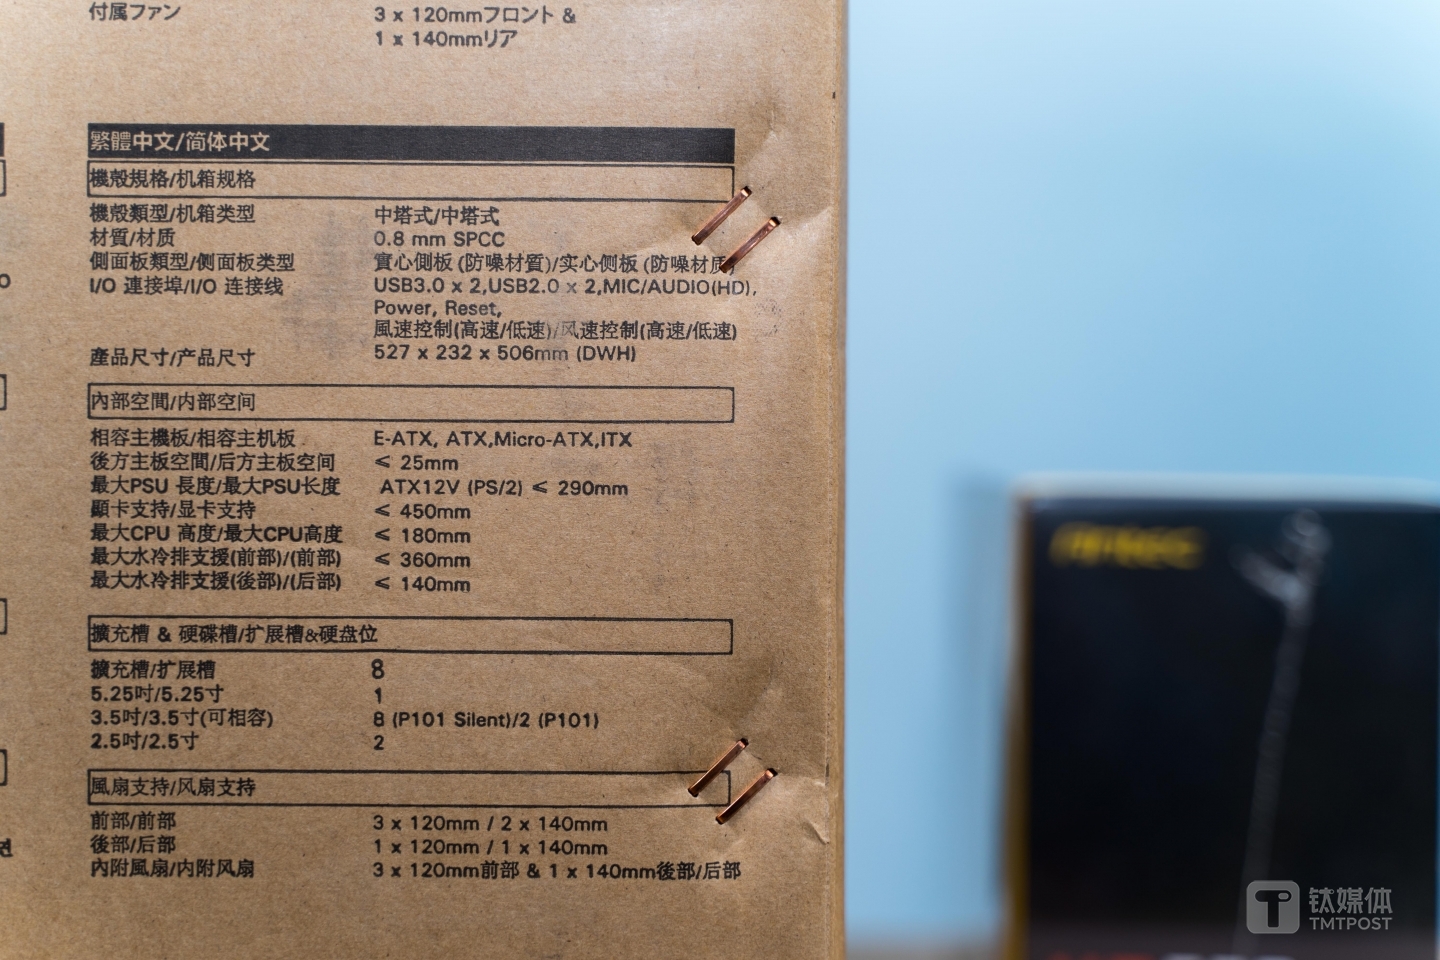 付属ファン 3 x 120mmフロント &
1 x 140mmリア
繁體中文/简体中文
機殼規格/机箱规格
機殼類型/机箱类型 中塔式/中塔式
材質/材质 0.8 mm SPCC
側面板類型/侧面板类型 實心側板 (防噪材質)/实心侧板 (防噪材质)
I/O 連接埠/I/O 连接线 USB3.0 x 2,USB2.0 x 2,MIC/AUDIO(HD),
Power, Reset,
風速控制(高速/低速)/风速控制(高速/低速)
產品尺寸/产品尺寸 527 x 232 x 506mm (DWH)
內部空間/内部空间
相容主機板/相容主机板 E-ATX, ATX,Micro-ATX,ITX
後方主板空間/后方主板空间 ≤ 25mm
最大PSU 長度/最大PSU长度 ATX12V (PS/2) ≤ 290mm
顯卡支持/显卡支持 ≤ 450mm
最大CPU 高度/最大CPU高度 ≤ 180mm
最大水冷排支援(前部)/(前部) ≤ 360mm
最大水冷排支援(後部)/(后部) ≤ 140mm
擴充槽 & 硬碟槽/扩展槽&硬盘位
擴充槽/扩展槽 8
5.25吋/5.25寸 1
3.5吋/3.5寸(可相容) 8 (P101 Silent)/2 (P101)
2.5吋/2.5寸 2
風扇支持/风扇支持
前部/前部 3 x 120mm / 2 x 140mm
後部/后部 1 x 120mm / 1 x 140mm
內附風扇/内附风扇 3 x 120mm前部 & 1 x 140mm後部/后部
钛媒体
TMTPOST